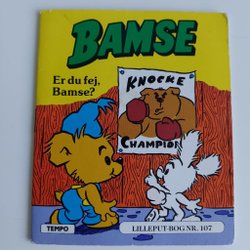 BAMSE
Er du fej,
Bamse?
KNOCKE
CHAMPION
TEMPO
LILLEPUT-BOG NR. 107